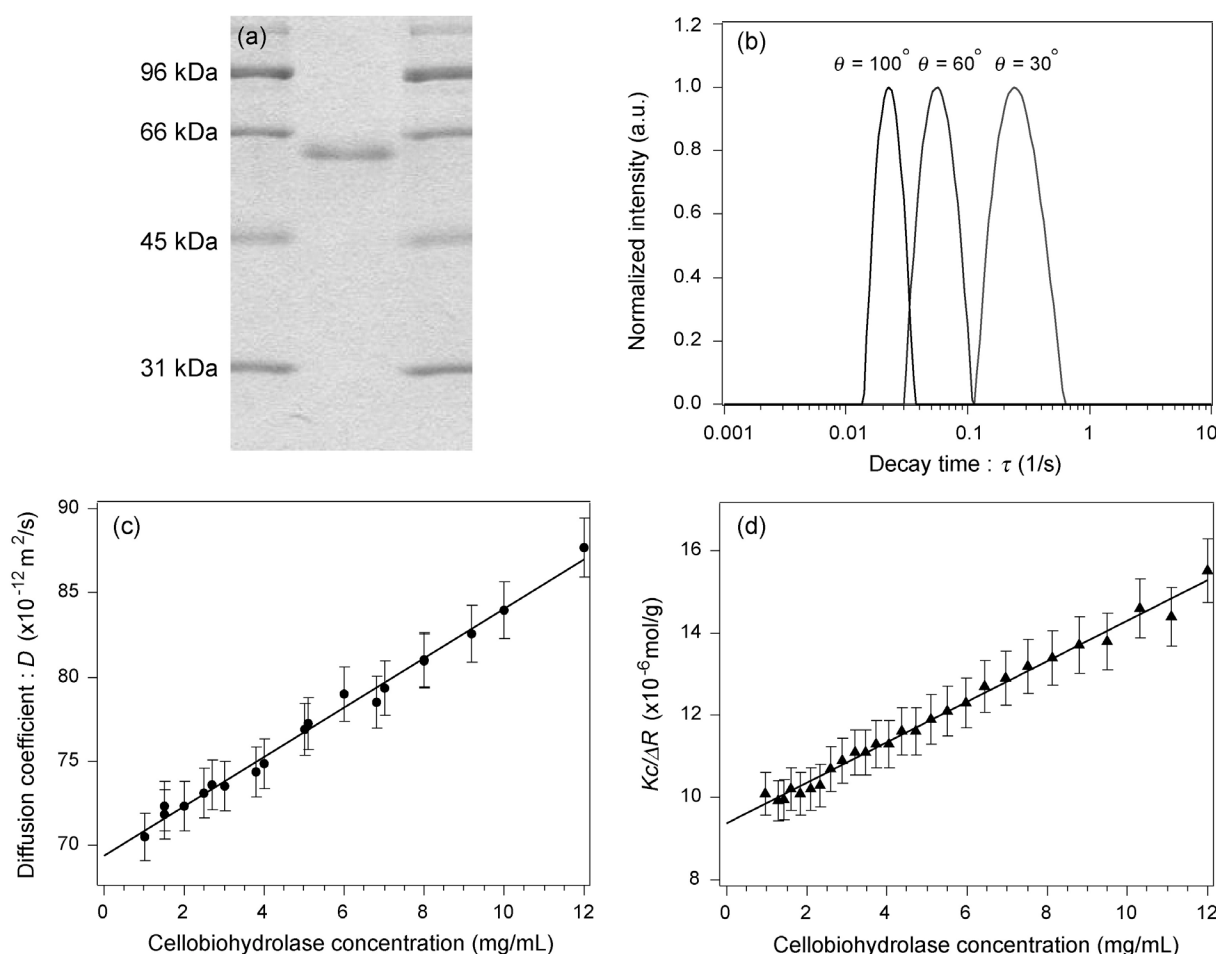 (a)
96 kDa
66 kDa
45 kDa
31 kDa
(b)
θ = 100° θ = 60° θ = 30°
Normalized intensity (a.u.)
1.2
1.0
0.8
0.6
0.4
0.2
0.0
0.001 0.01 0.1 1 10
Decay time : τ (1/s)
(c)
Diffusion coefficient : D (x10⁻¹² m²/s)
90
85
80
75
70
0 2 4 6 8 10 12
Cellobiohydrolase concentration (mg/mL)
(d)
Kc/ΔR (x10⁻⁶mol/g)
16
14
12
10
8
0 2 4 6 8 10 12
Cellobiohydrolase concentration (mg/mL)